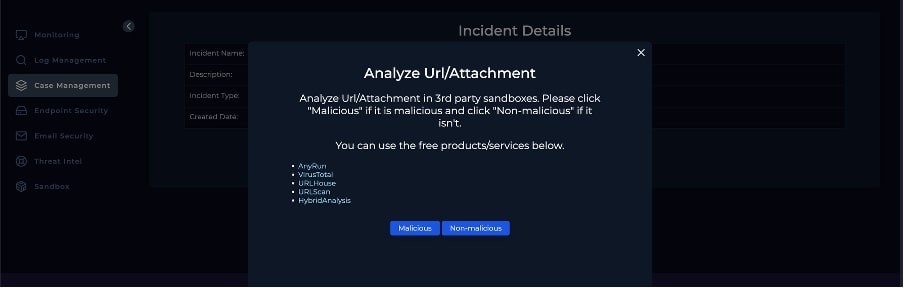 Incident Details
Monitoring
Log Management
Case Management
Endpoint Security
Email Security
Threat Intel
Sandbox
Incident Name:
Description:
Incident Type:
Created Date:
Analyze Url/Attachment
Analyze Url/Attachment in 3rd party sandboxes. Please click
"Malicious" if it is malicious and click "Non-malicious" if it
isn't.
You can use the free products/services below.
AnyRun
VirusTotal
URLHouse
URLScan
HybridAnalysis
Malicious
Non-malicious